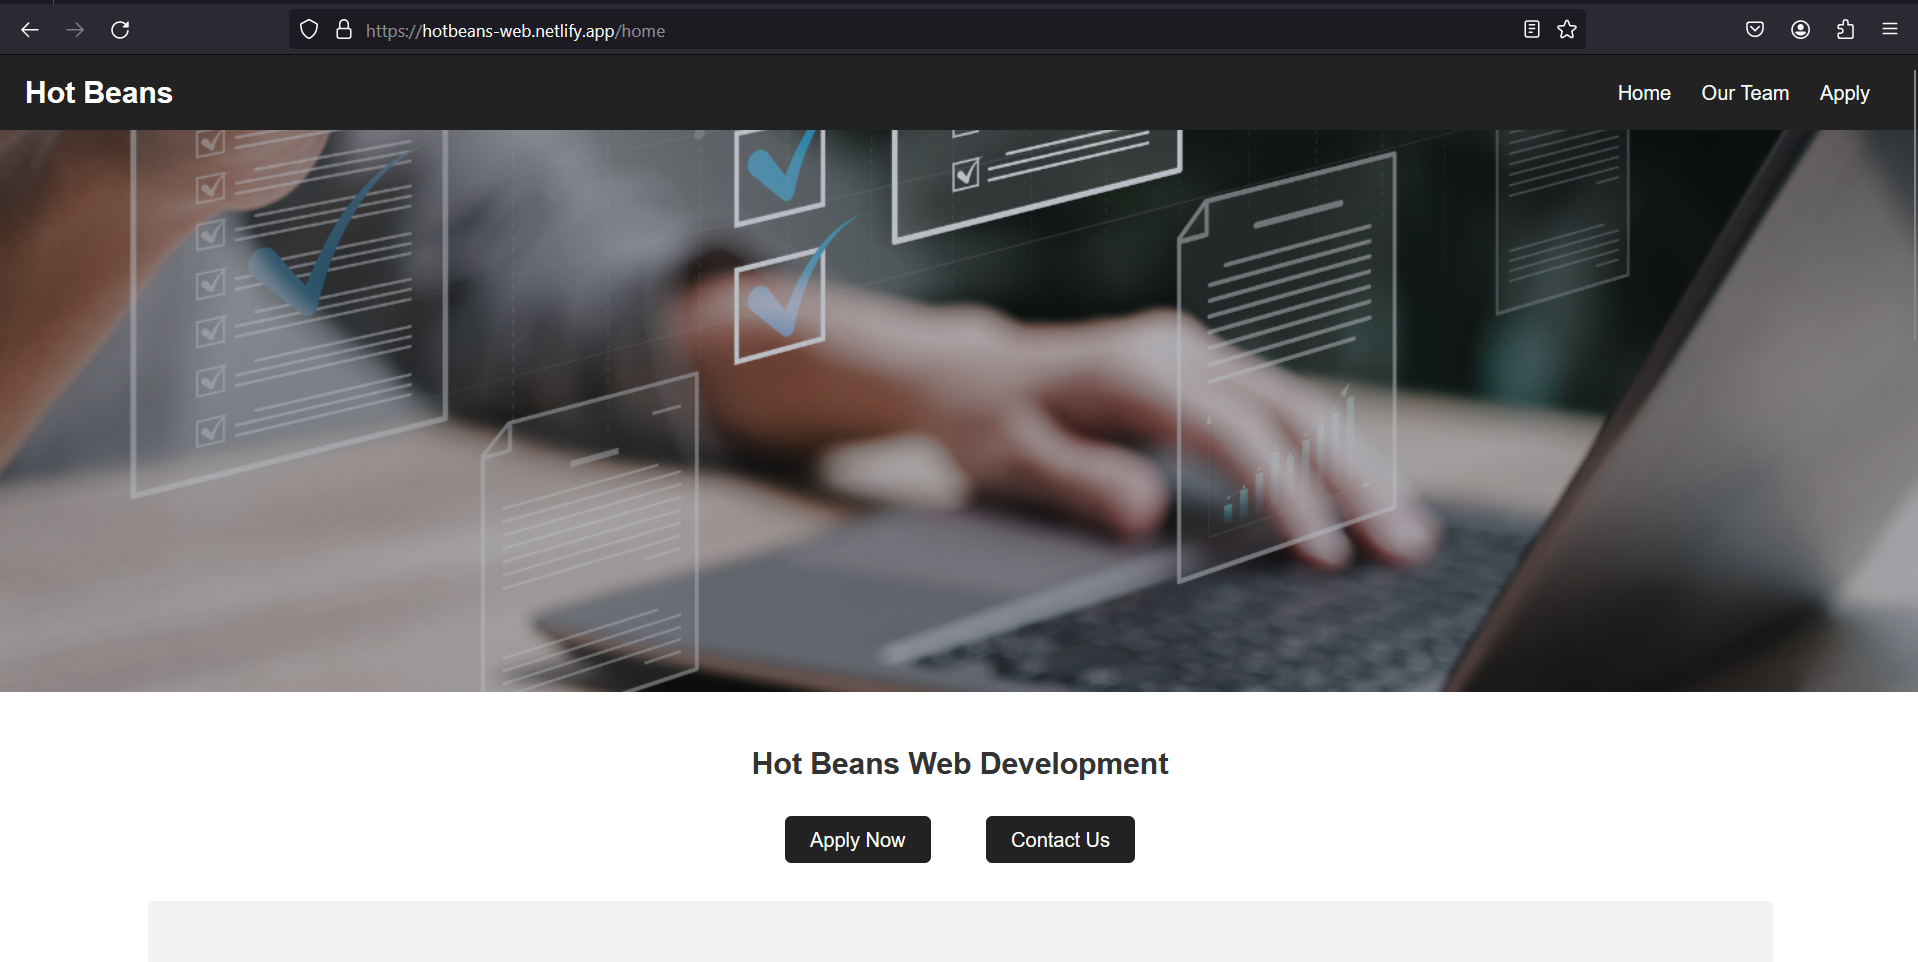 https://hotbeans-web.netlify.app/home
Hot Beans
Home
Our Team
Apply
Hot Beans Web Development
Apply Now
Contact Us